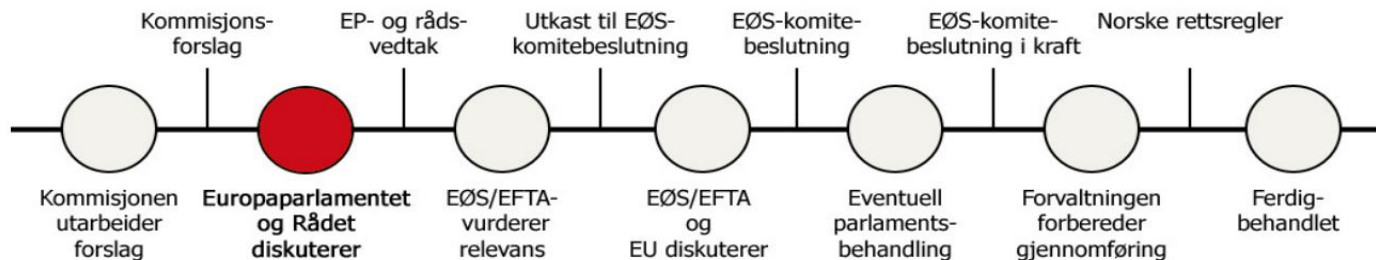 Kommisjons-
forslag
EP- og råds-
vedtak
Utkast til EØS-
komitebeslutning
EØS-komite-
beslutning
EØS-komite-
beslutning i kraft
Norske rettsregler
Kommisjonen
utarbeider
forslag
Europaparlamentet
og Rådet
diskuterer
EØS/EFTA-
vurderer
relevans
EØS/EFTA
og
EU diskuterer
Eventuell
parlaments-
behandling
Forvaltningen
forbereder
gjennomføring
Ferdig-
behandlet